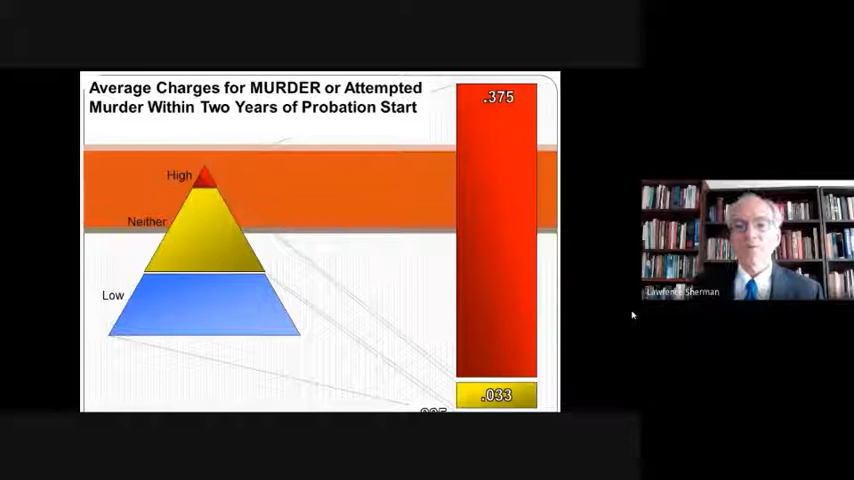 Average Charges for MURDER or Attempted
Murder Within Two Years of Probation Start
.375
High
Neither
Low
.033
Lawrence Sherman